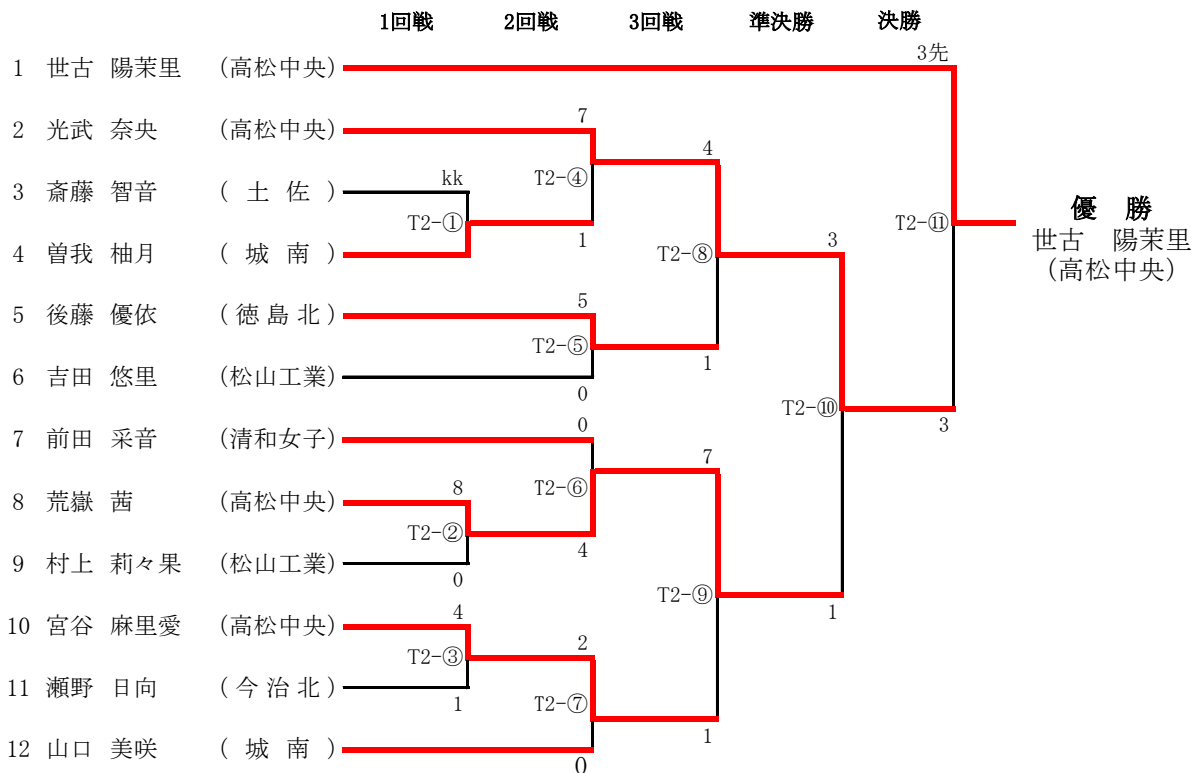 1回戦 2回戦 3回戦 準決勝 決勝
3先
1 世古 陽茉里 (高松中央)
7
2 光武 奈央 (高松中央)
4
T2-④
kk
3 斎藤 智音 ( 土 佐 )
T2-① T2-⑪ 優 勝
1 3 世古 陽茉里
4 曽我 柚月 ( 城 南 ) T2-⑧
(高松中央)
5
5 後藤 優依 ( 徳 島 北 )
T2-⑤
1
6 吉田 悠里 (松山工業)
0
T2-⑩
0 3
7 前田 采音 (清和女子)
7
8 T2-⑥
8 荒嶽 茜 (高松中央)
T2-②
4
9 村上 莉々果 (松山工業)
0
T2-⑨
4 1
10 宮谷 麻里愛 (高松中央)
2
T2-③
11 瀬野 日向 ( 今 治 北 )
1 T2-⑦
1
12 山口 美咲 ( 城 南 )
0